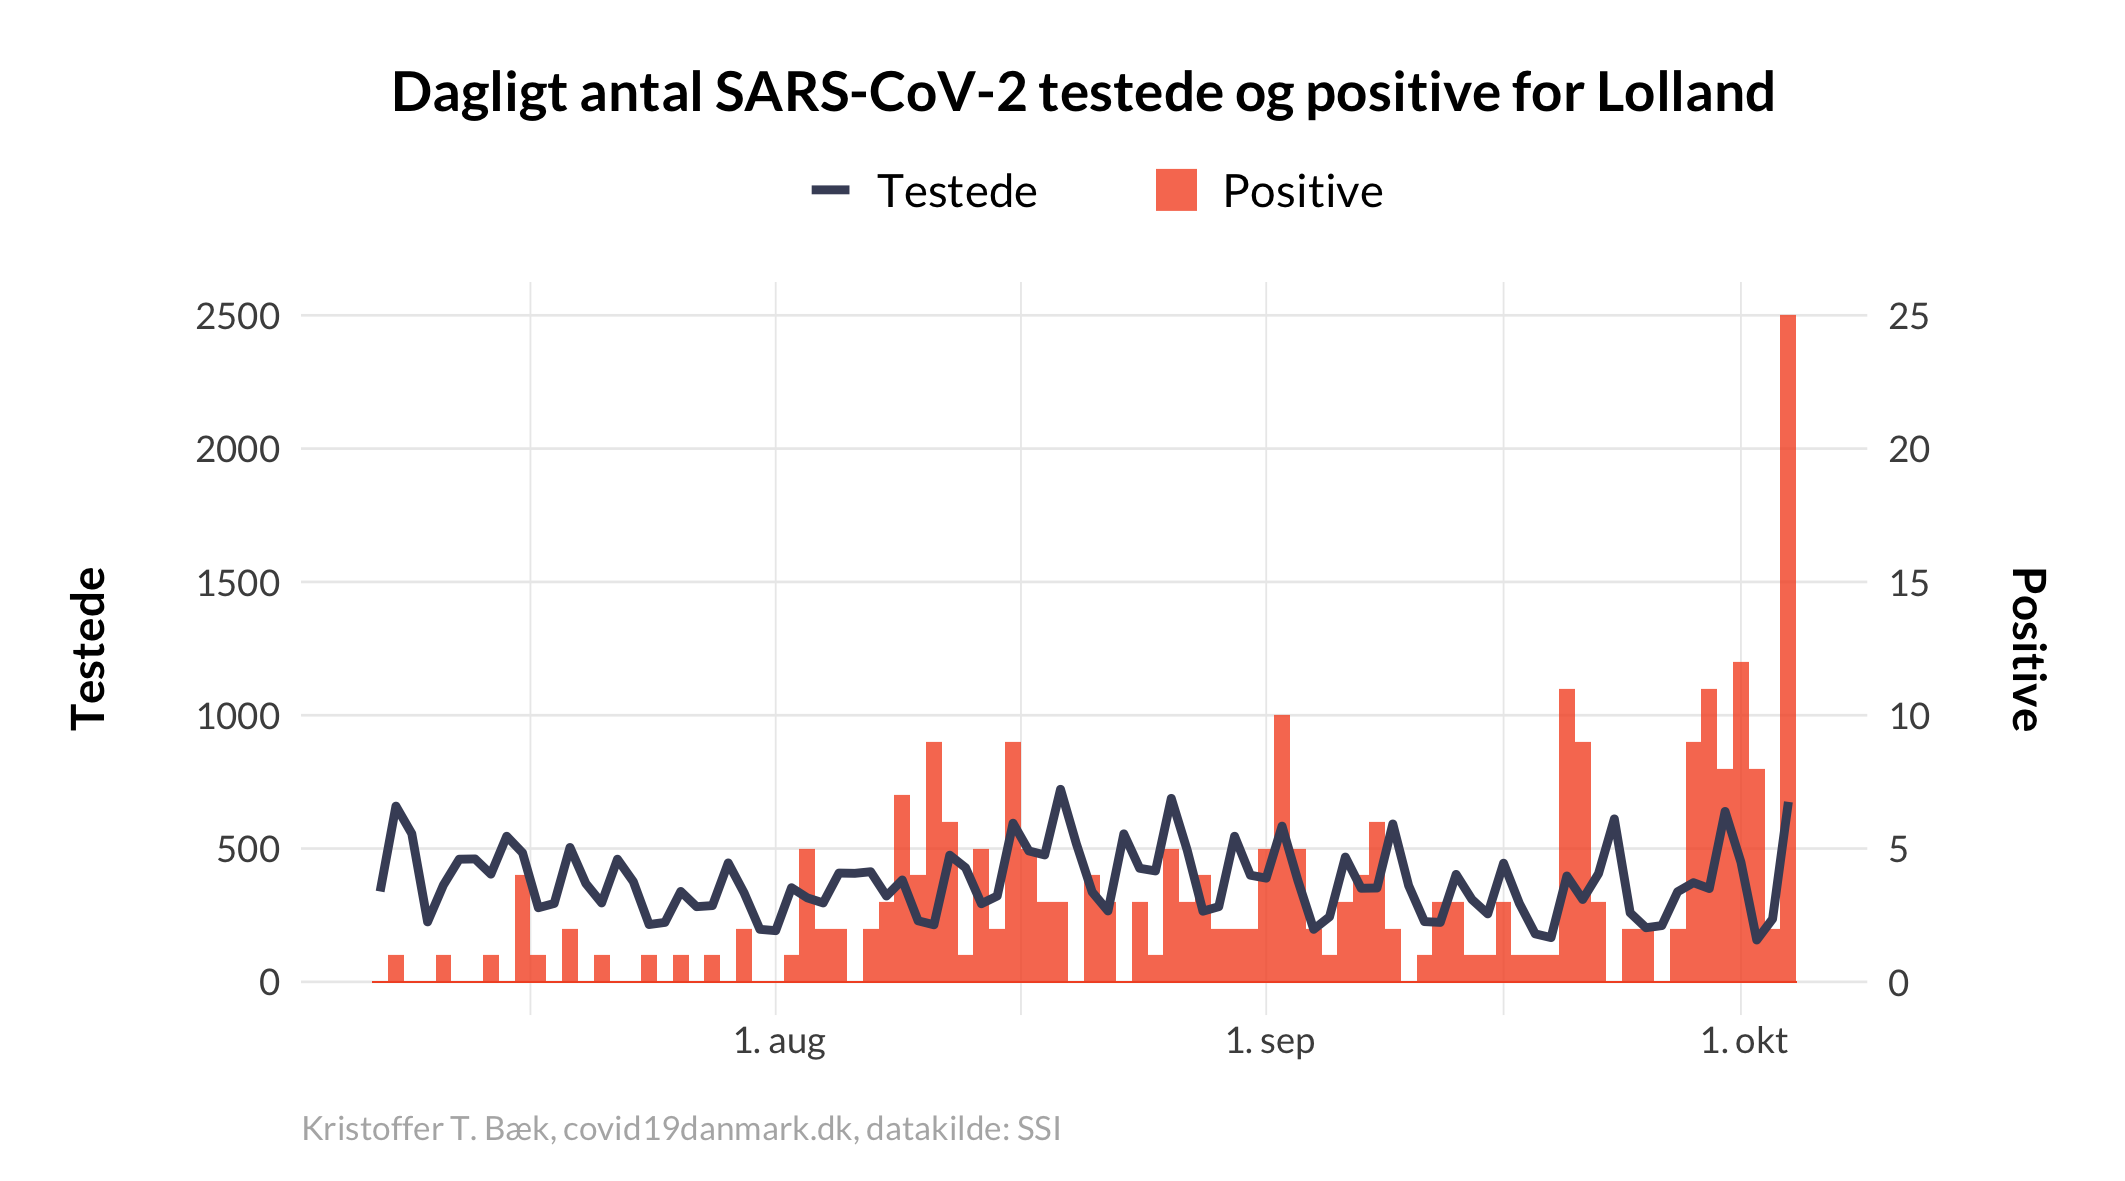 Dagligt antal SARS-CoV-2 testede og positive for Lolland
Testede
Positive
2500
2000
1500
1000
500
0
25
20
15
10
5
0
Testede
Positive
1. aug
1. sep
1. okt
Kristoffer T. Bæk, covid19danmark.dk, datakilde: SSI